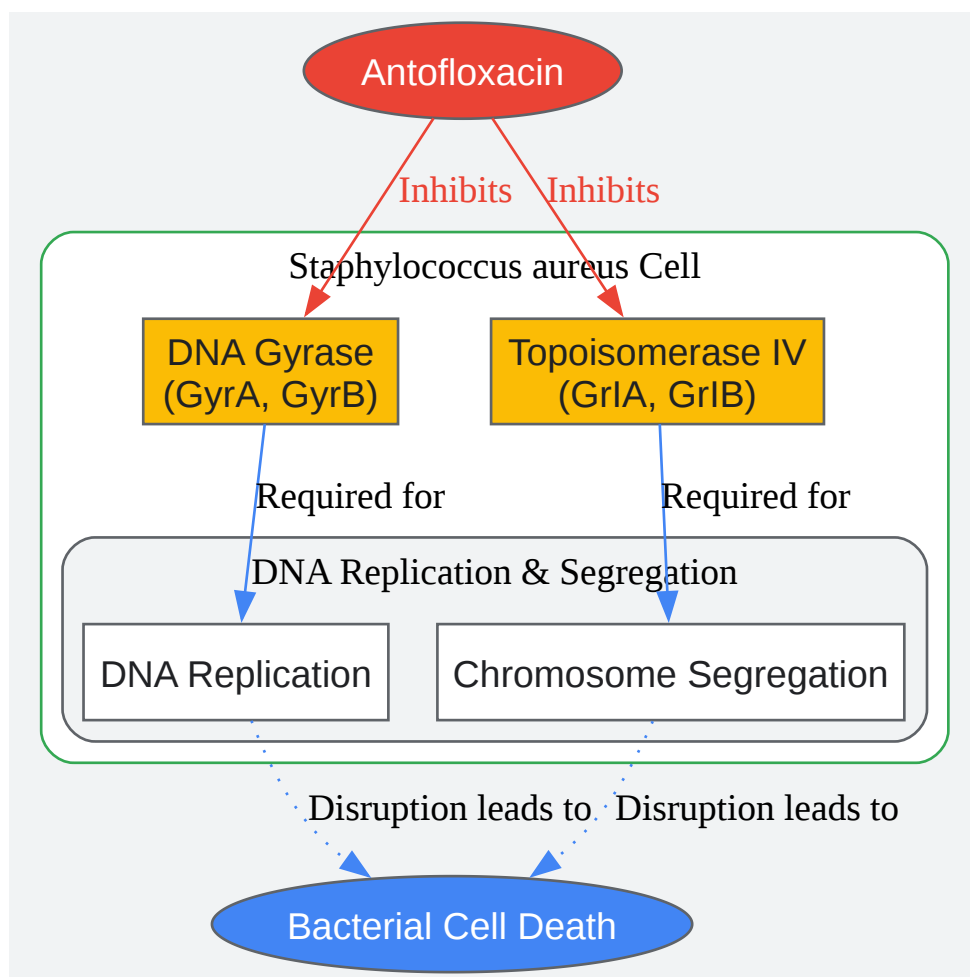 Antofloxacin
Inhibits
Inhibits
Staphylococcus aureus Cell
DNA Gyrase
(GyrA, GyrB)
Topoisomerase IV
(GrlA, GrlB)
Required for
Required for
DNA Replication & Segregation
DNA Replication
Chromosome Segregation
Disruption leads to
Disruption leads to
Bacterial Cell Death